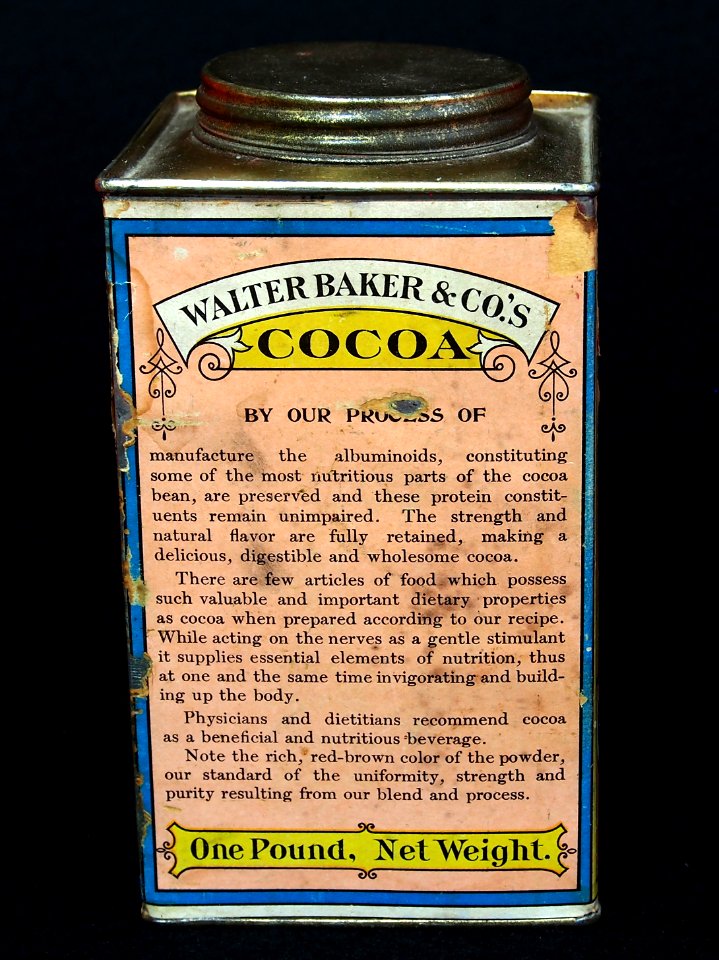 WALTER BAKER & CO.'S
COCOA
BY OUR PROCESS OF
manufacture the albuminoids, constituting
some of the most nutritious parts of the cocoa
bean, are preserved and these protein constit-
uents remain unimpaired. The strength and
natural flavor are fully retained, making a
delicious, digestible and wholesome cocoa.
There are few articles of food which possess
such valuable and important dietary properties
as cocoa when prepared according to our recipe.
While acting on the nerves as a gentle stimulant
it supplies essential elements of nutrition, thus
at one and the same time invigorating and build-
ing up the body.
Physicians and dietitians recommend cocoa
as a beneficial and nutritious beverage.
Note the rich, red-brown color of the powder,
our standard of the uniformity, strength and
purity resulting from our blend and process.
One Pound, Net Weight.